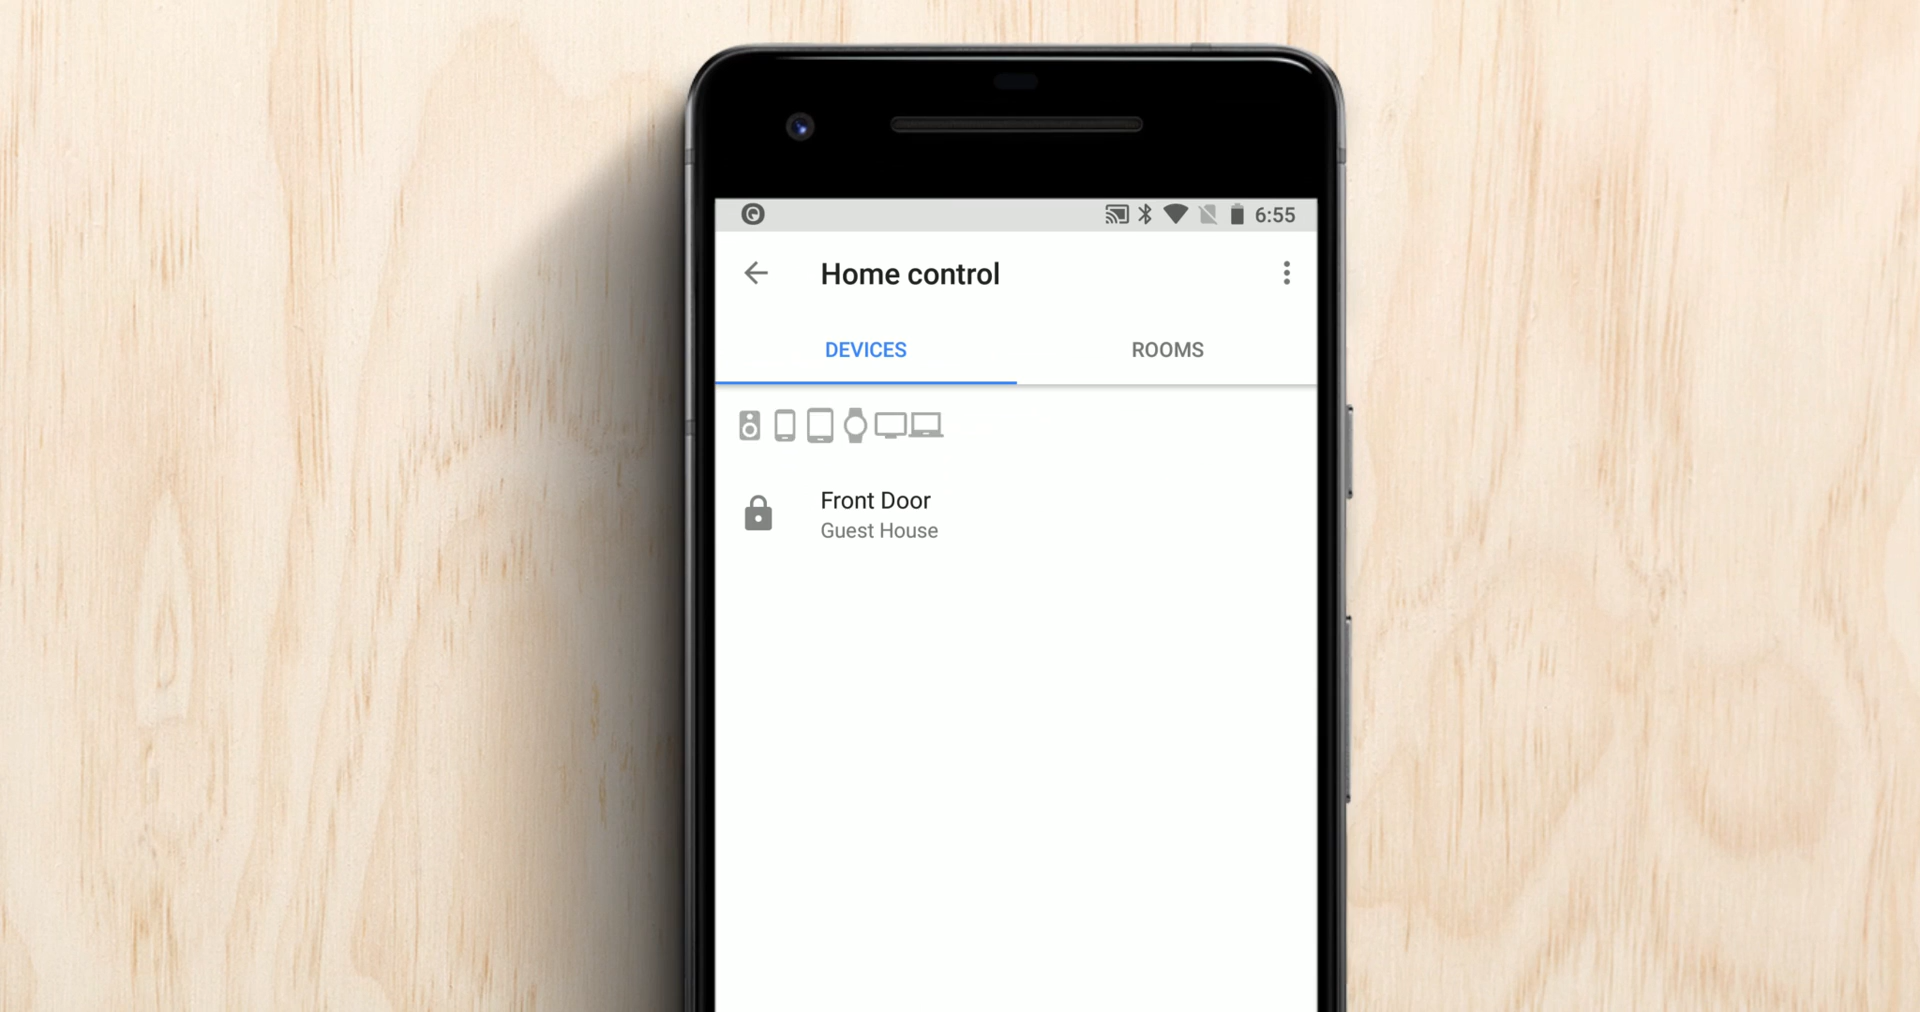 6:55
Home control
DEVICES ROOMS
Front Door
Guest House